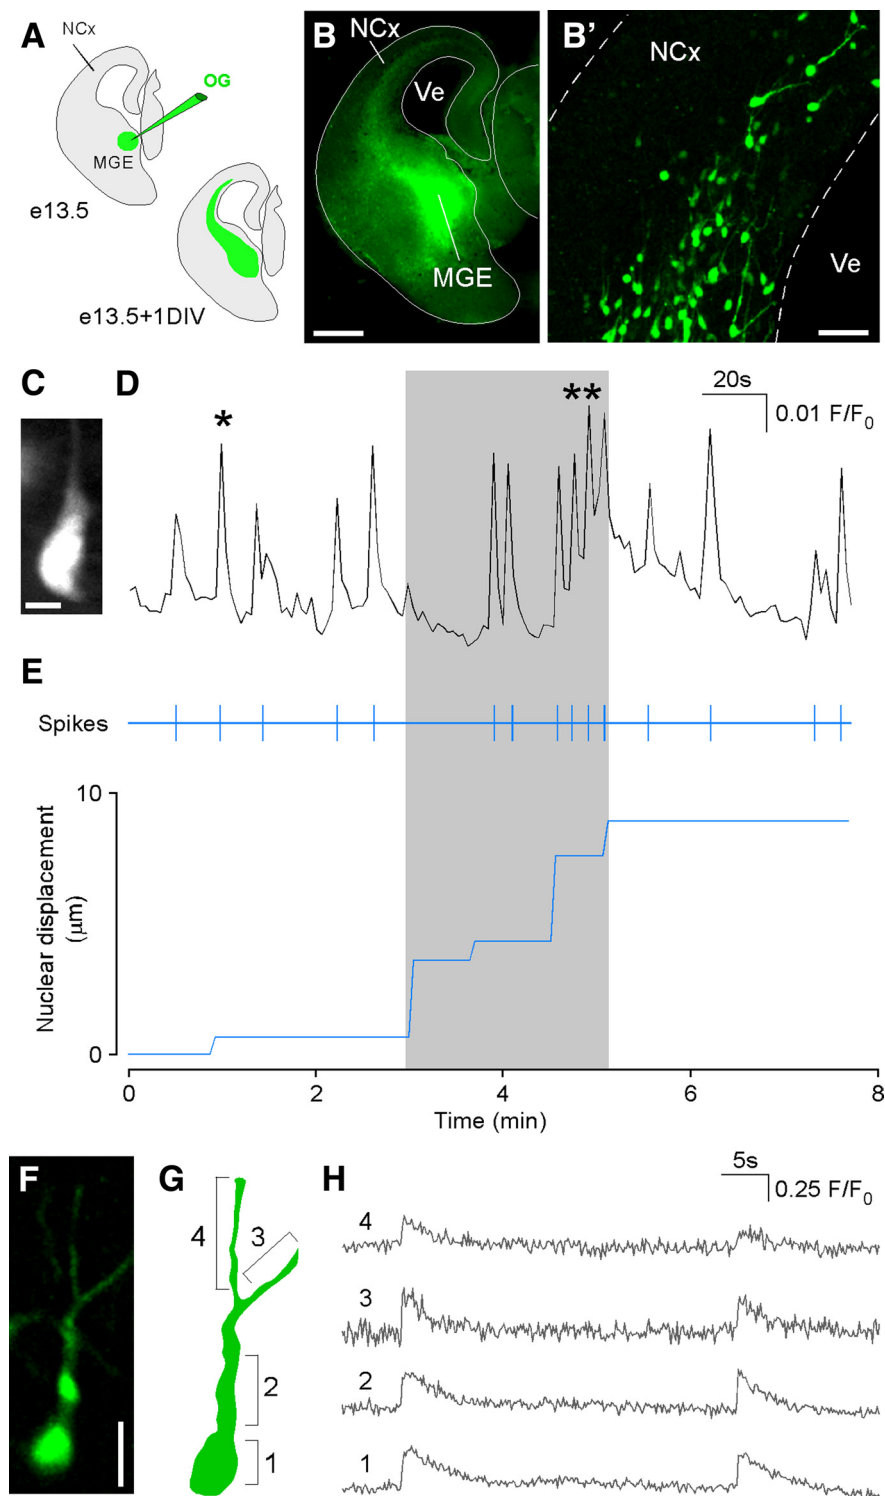 A
NCx
OG
MGE
e13.5
e13.5+1DIV
B
NCx
Ve
MGE
B'
NCx
Ve
C
D
*
**
20s
0.01 F/F0
E
Spikes
10
Nuclear displacement
(µm)
0
0 2 4 6 8
Time (min)
F
G
4
3
2
1
H
5s
0.25 F/F0
4
3
2
1